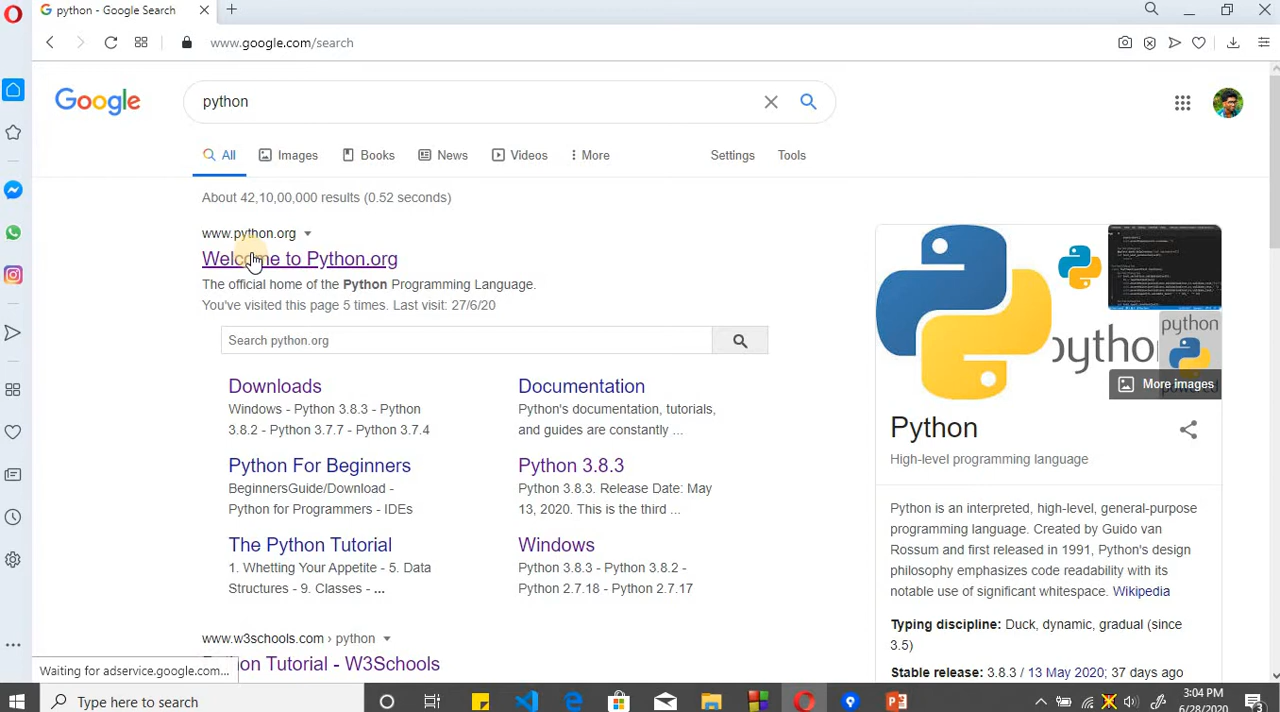 python - Google Search
www.google.com/search
Google
python
All
Images
Books
News
Videos
More
Settings
Tools
About 42,10,00,000 results (0.52 seconds)
www.python.org
Welcome to Python.org
The official home of the Python Programming Language.
You've visited this page 5 times. Last visit: 27/6/20
Search python.org
Downloads
Windows - Python 3.8.3 - Python
3.8.2 - Python 3.7.7 - Python 3.7.4
Documentation
Python's documentation, tutorials,
and guides are constantly ...
Python For Beginners
BeginnersGuide/Download -
Python for Programmers - IDEs
Python 3.8.3
Python 3.8.3. Release Date: May
13, 2020. This is the third ...
The Python Tutorial
1. Whetting Your Appetite - 5. Data
Structures - 9. Classes - ...
Windows
Python 3.8.3 - Python 3.8.2 -
Python 2.7.18 - Python 2.7.17
www.w3schools.com › python
Python Tutorial - W3Schools
python
python
powered
More images
Python
High-level programming language
Python is an interpreted, high-level, general-purpose
programming language. Created by Guido van
Rossum and first released in 1991, Python's design
philosophy emphasizes code readability with its
notable use of significant whitespace. Wikipedia
Typing discipline: Duck, dynamic, gradual (since
3.5)
Stable release: 3.8.3 / 13 May 2020; 37 days ago
Waiting for adservice.google.com...
Type here to search
3:04 PM
6/28/2020
3